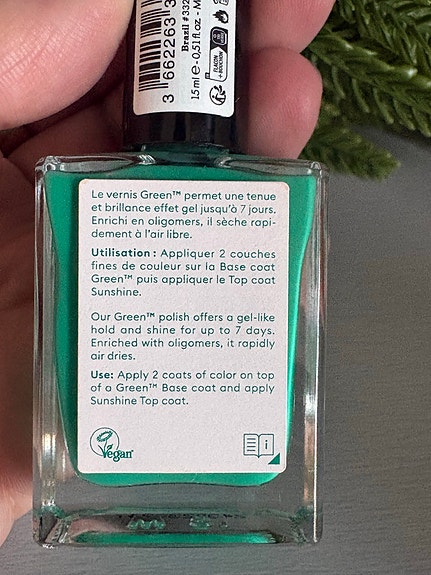 Brazil #332
15 ml e - 0,51 fl.oz - M
3 662263 3
FLACON
+ BOUCHON
Le vernis Green™ permet une tenue
et brillance effet gel jusqu'à 7 jours.
Enrichi en oligomers, il sèche rapi-
dement à l'air libre.
Utilisation : Appliquer 2 couches
fines de couleur sur la Base coat
Green™ puis appliquer le Top coat
Sunshine.
Our Green™ polish offers a gel-like
hold and shine for up to 7 days.
Enriched with oligomers, it rapidly
air dries.
Use: Apply 2 coats of color on top
of a Green™ Base coat and apply
Sunshine Top coat.
Vegan
i